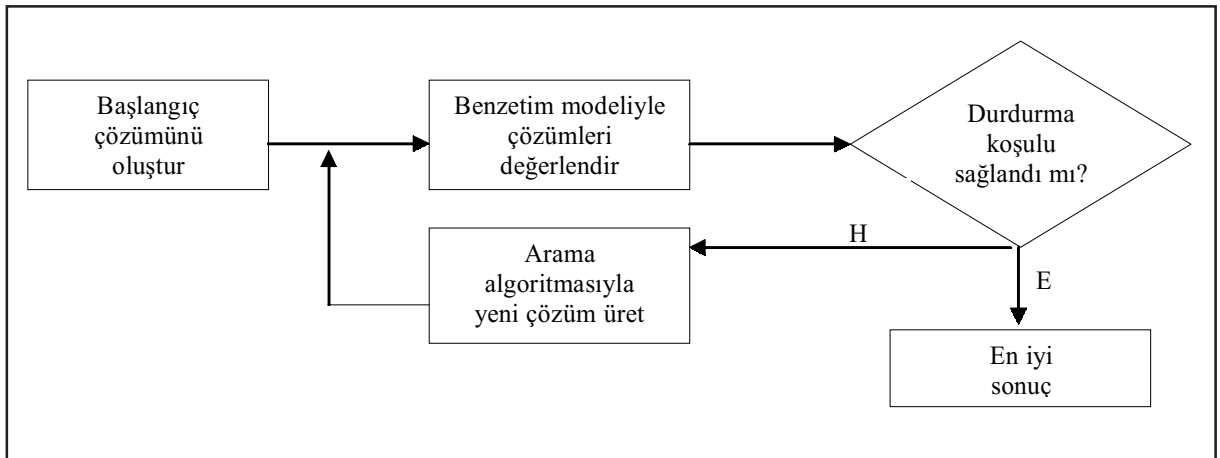 Başlangıç
çözümünü
oluştur
Benzetim modeliyle
çözümleri
değerlendir
Durdurma
koşulu
sağlandı mı?
H
E
Arama
algoritmasıyla
yeni çözüm üret
En iyi
sonuç